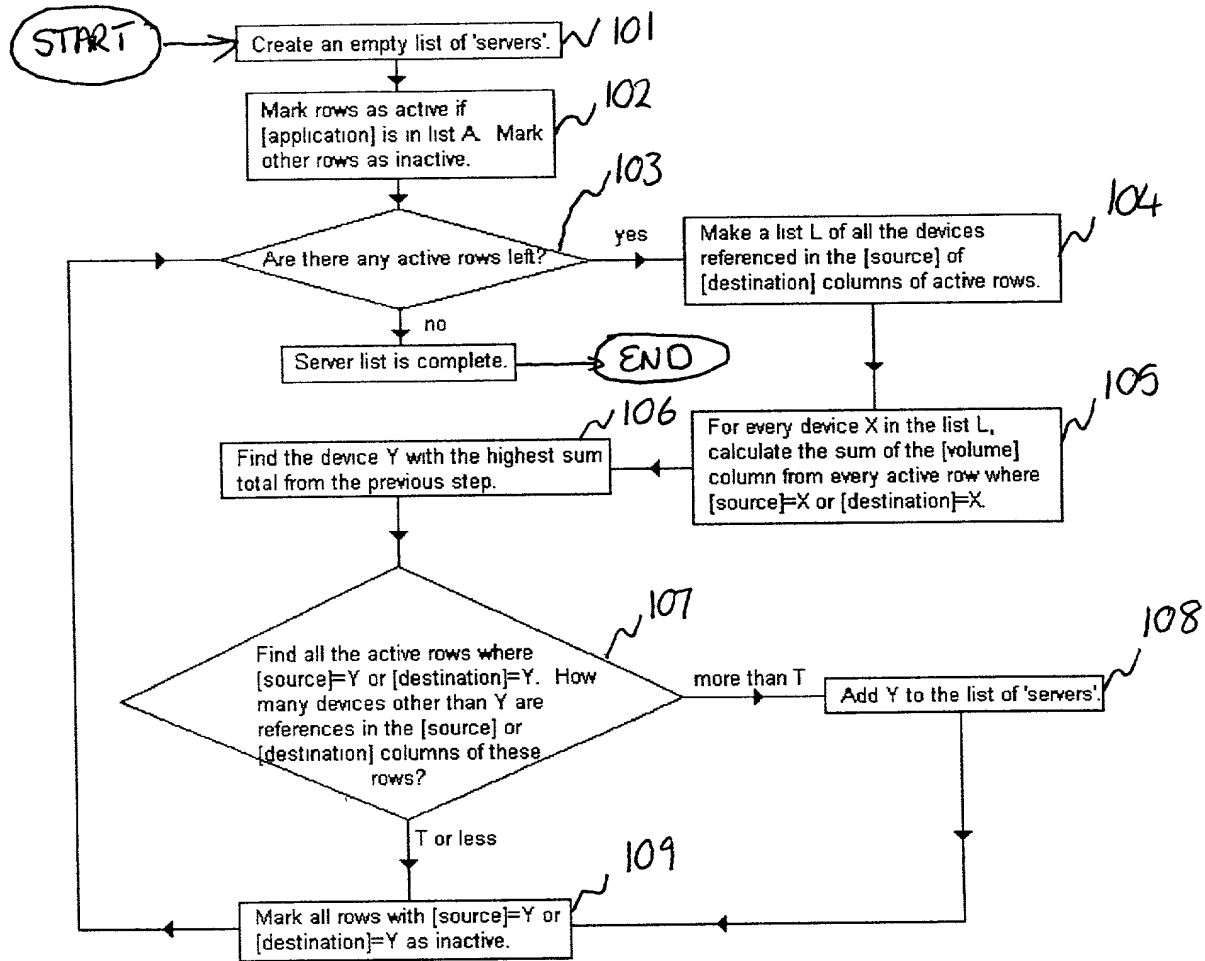 START
Create an empty list of 'servers'.
101
Mark rows as active if
[application] is in list A. Mark
other rows as inactive.
102
Are there any active rows left?
103
yes
Make a list L of all the devices
referenced in the [source] of
[destination] columns of active rows.
104
no
Server list is complete.
END
For every device X in the list L,
calculate the sum of the [volume]
column from every active row where
[source]=X or [destination]=X.
105
Find the device Y with the highest sum
total from the previous step.
106
Find all the active rows where
[source]=Y or [destination]=Y. How
many devices other than Y are
references in the [source] or
[destination] columns of these
rows?
107
more than T
Add Y to the list of 'servers'.
108
T or less
Mark all rows with [source]=Y or
[destination]=Y as inactive.
109